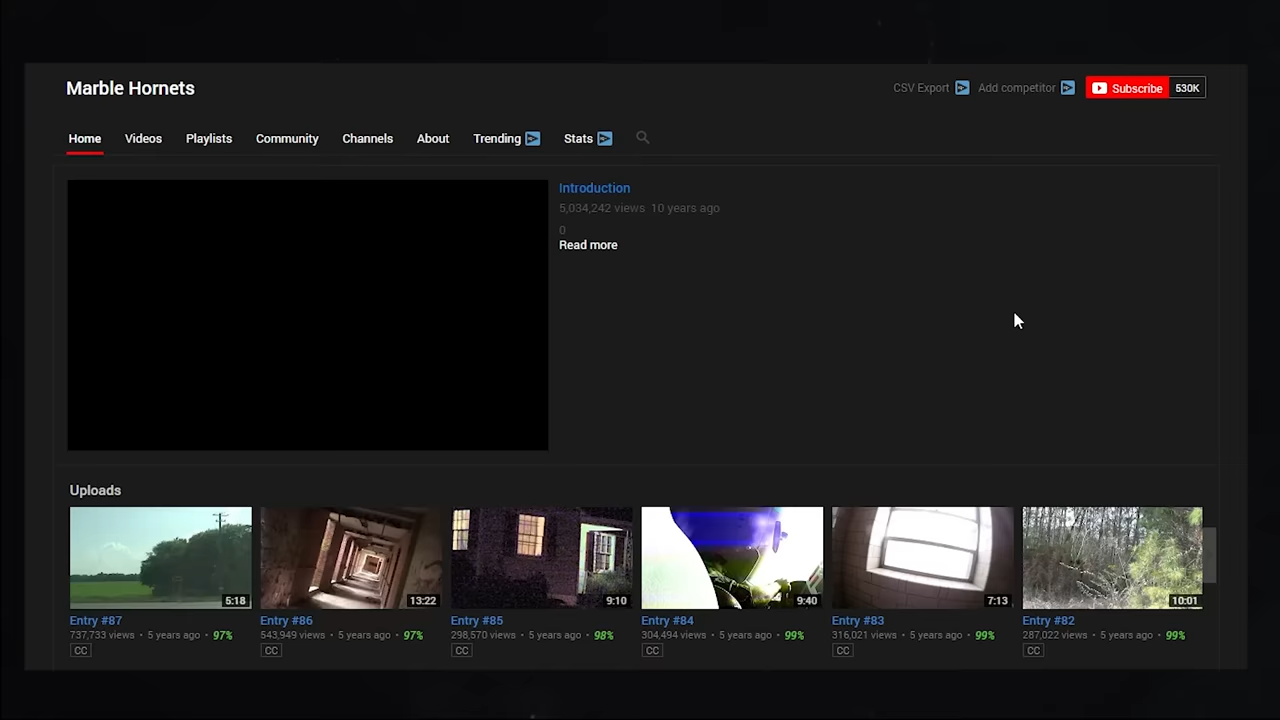 Marble Hornets
CSV Export Add competitor Subscribe 530K
Home Videos Playlists Community Channels About Trending Stats
Introduction
5,034,242 views 10 years ago
0
Read more
Uploads
5:18 13:22 9:10 9:40 7:13 10:01
Entry #87 Entry #86 Entry #85 Entry #84 Entry #83 Entry #82
737,733 views • 5 years ago • 97% 543,949 views • 5 years ago • 97% 298,570 views • 5 years ago • 98% 304,494 views • 5 years ago • 99% 316,021 views • 5 years ago • 99% 287,022 views • 5 years ago • 99%
CC CC CC CC CC CC